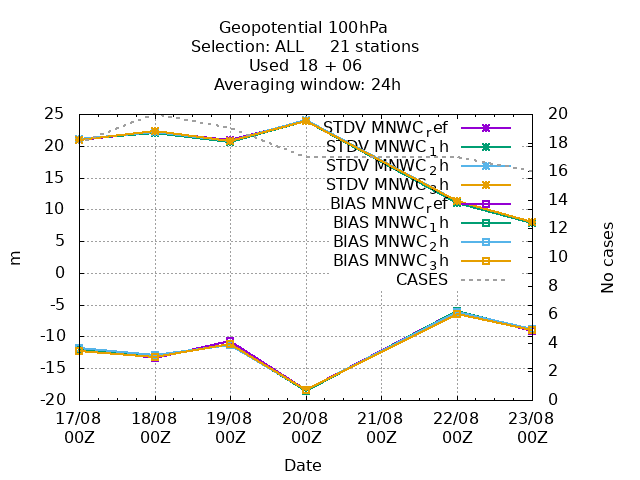 Geopotential 100hPa
Selection: ALL 21 stations
Used 18 + 06
Averaging window: 24h
25 20
STDV MNWC_ref
18
20 STDV MNWC_1h
STDV MNWC_2h 16
15 STDV MNWC_3h
14
10 BIAS MNWC_ref
BIAS MNWC_1h 12
5 BIAS MNWC_2h
10
0 BIAS MNWC_3h
CASES 8
-5
6
-10
4
-15
2
-20 0
17/08 18/08 19/08 20/08 21/08 22/08 23/08
00Z 00Z 00Z 00Z 00Z 00Z 00Z
Date
m
No cases